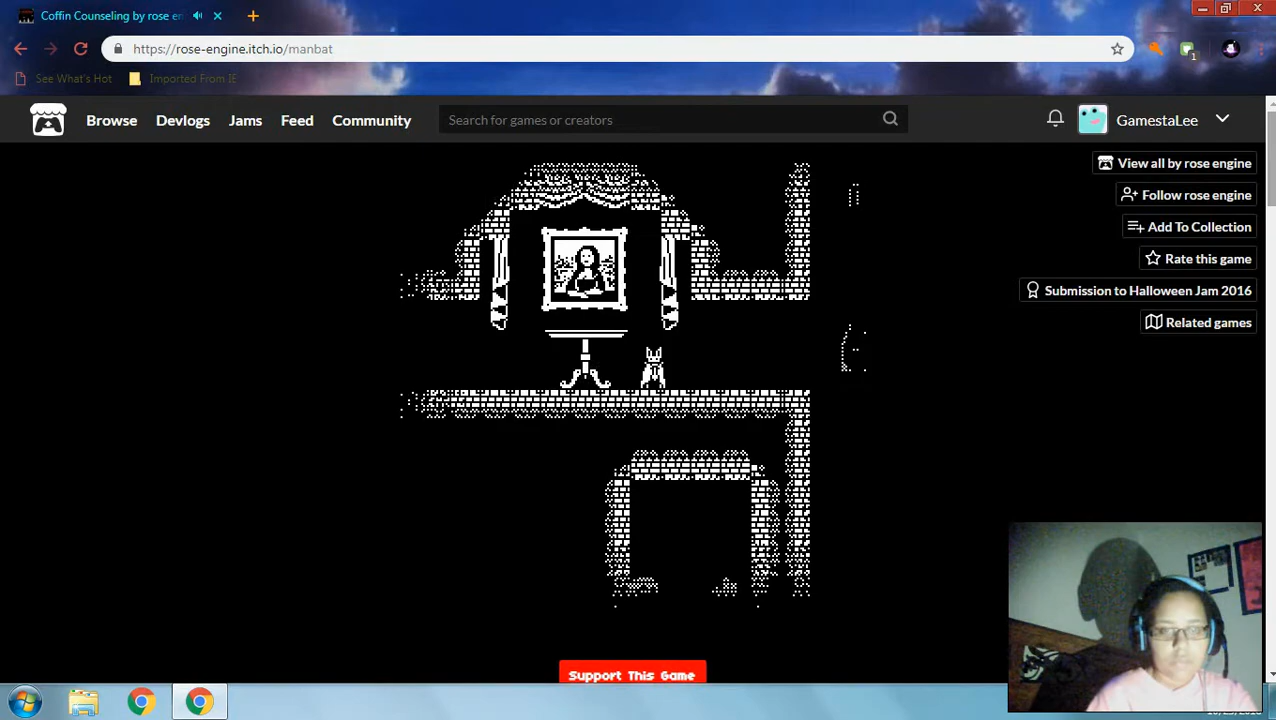 Coffin Counseling by rose en
https://rose-engine.itch.io/manbat
See What's Hot
Imported From IE
1
Browse
Devlogs
Jams
Feed
Community
Search for games or creators
GamestaLee
View all by rose engine
Follow rose engine
Add To Collection
Rate this game
Submission to Halloween Jam 2016
Related games
Support This Game